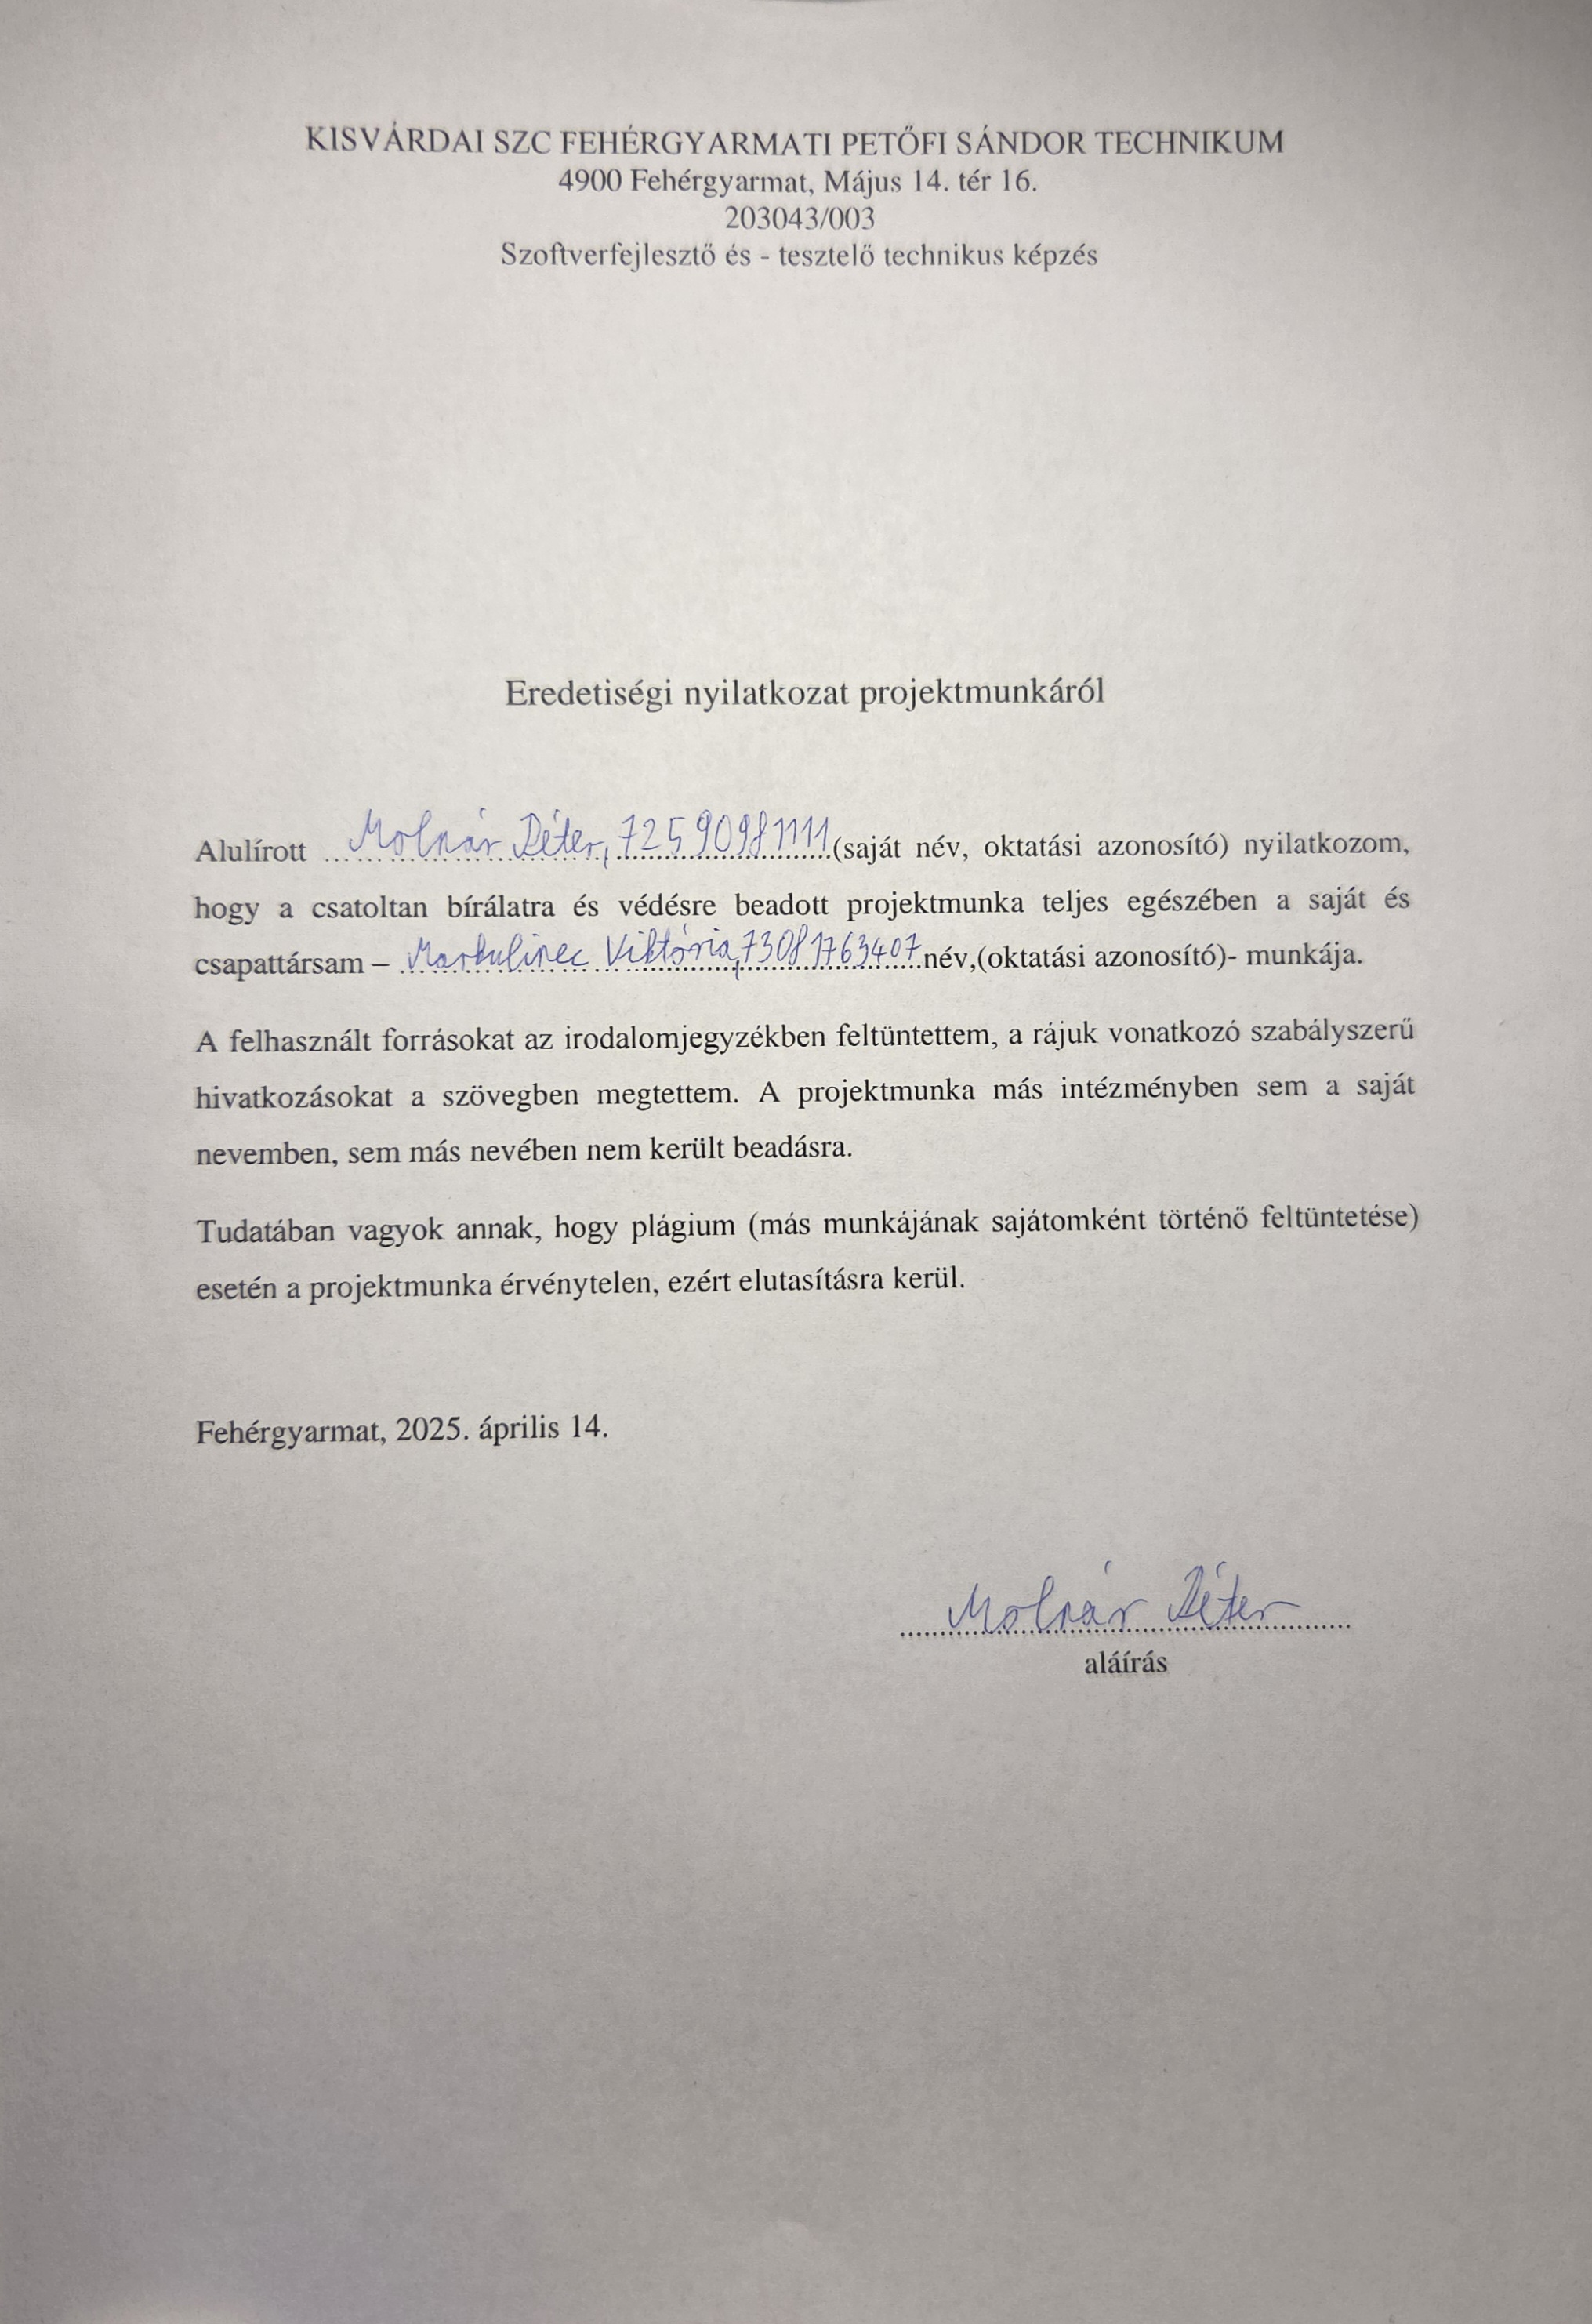 KISVÁRDAI SZC FEHÉRGYARMATI PETŐFI SÁNDOR TECHNIKUM
4900 Fehérgyarmat, Május 14. tér 16.
203043/003
Szoftverfejlesztő és - tesztelő technikus képzés
Eredetiségi nyilatkozat projektmunkáról
Alulírott Molnár Péter, 72590981111 (saját név, oktatási azonosító) nyilatkozom,
hogy a csatoltan bírálatra és védésre beadott projektmunka teljes egészében a saját és
csapattársam – Viktória, 73081763407 név,(oktatási azonosító)- munkája.
A felhasznált forrásokat az irodalomjegyzékben feltüntettem, a rájuk vonatkozó szabályszerű
hivatkozásokat a szövegben megtettem. A projektmunka más intézményben sem a saját
nevemben, sem más nevében nem került beadásra.
Tudatában vagyok annak, hogy plágium (más munkájának sajátomként történő feltüntetése)
esetén a projektmunka érvénytelen, ezért elutasításra kerül.
Fehérgyarmat, 2025. április 14.
Molnár Péter
aláírás